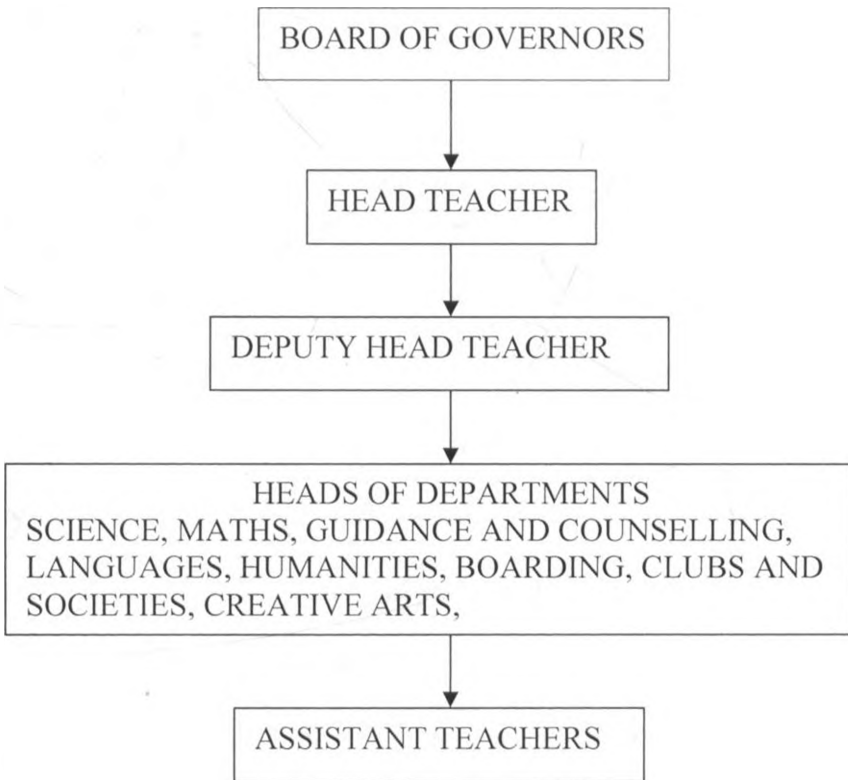 BOARD OF GOVERNORS
HEAD TEACHER
DEPUTY HEAD TEACHER
HEADS OF DEPARTMENTS
SCIENCE, MATHS, GUIDANCE AND COUNSELLING,
LANGUAGES, HUMANITIES, BOARDING, CLUBS AND
SOCIETIES, CREATIVE ARTS,
ASSISTANT TEACHERS